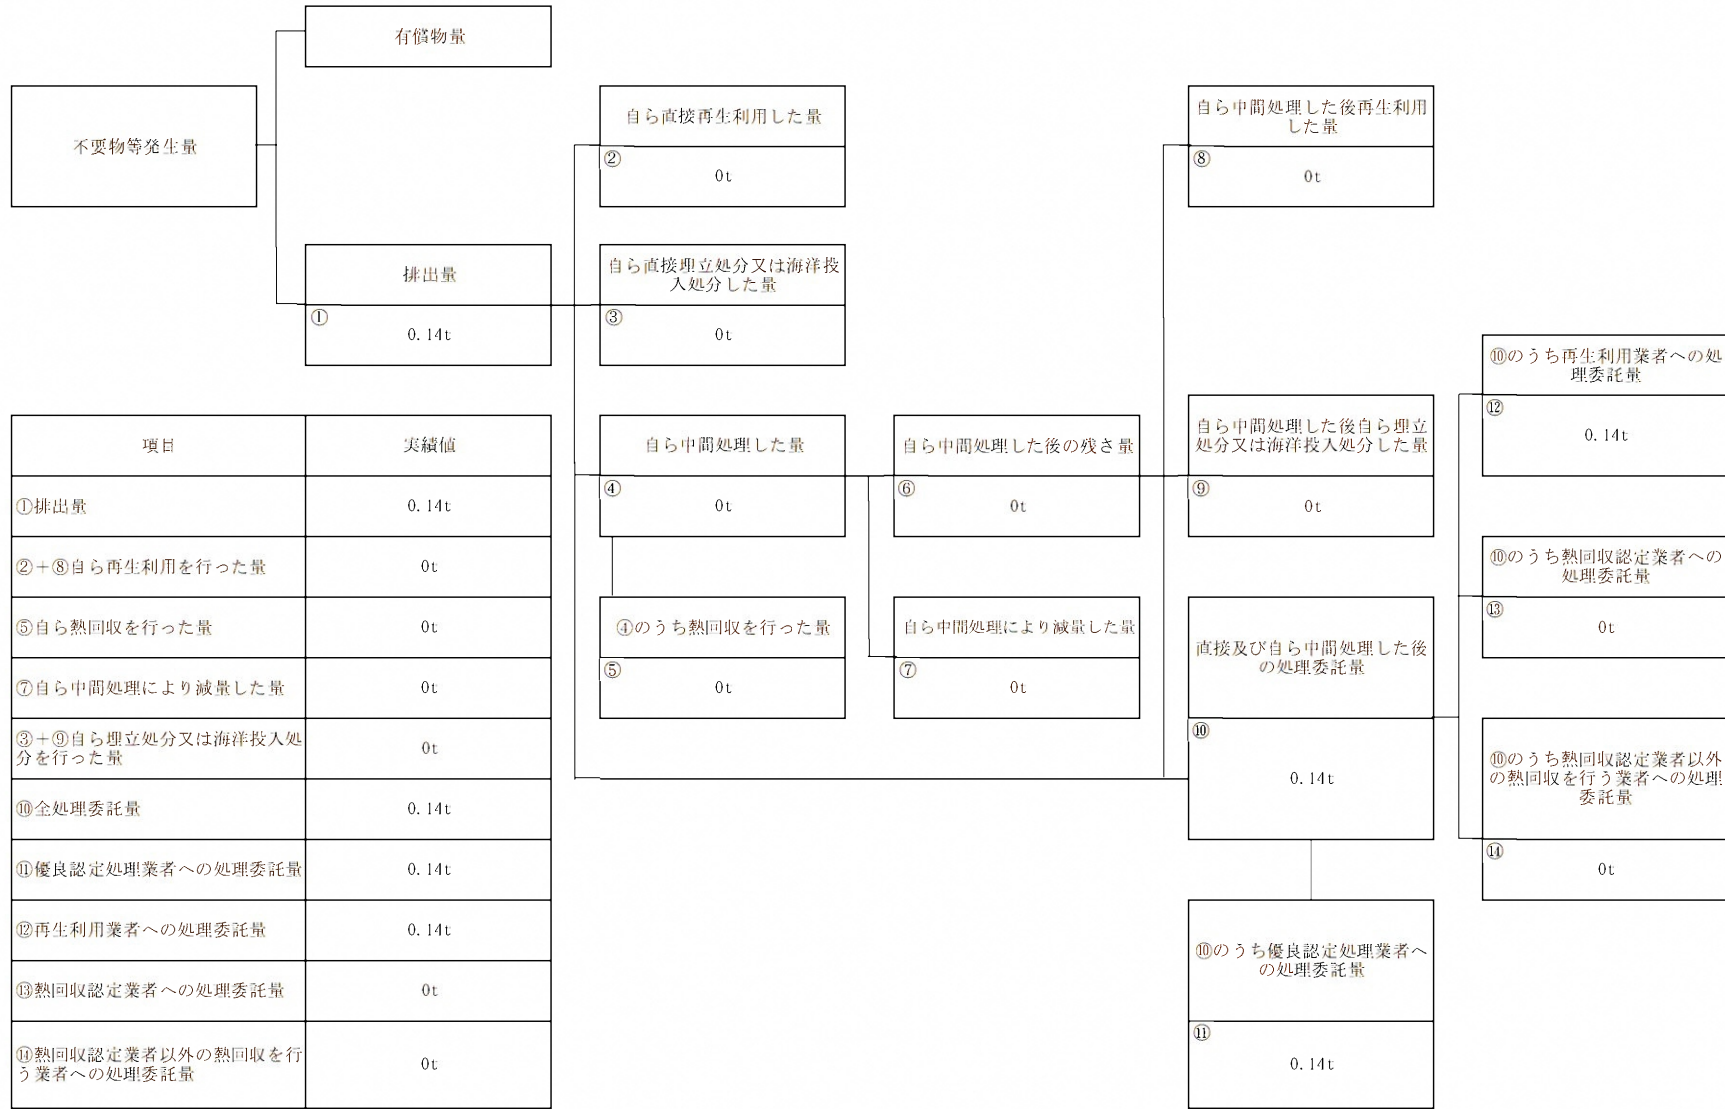 有償物量
不要物等発生量
排出量
①
0.14t
自ら直接再生利用した量
②
0t
自ら直接埋立処分又は海洋投
入処分した量
③
0t
自ら中間処理した量
④
0t
④のうち熱回収を行った量
⑤
0t
自ら中間処理した後の残さ量
⑥
0t
自ら中間処理により減量した量
⑦
0t
自ら中間処理した後再生利用
した量
⑧
0t
自ら中間処理した後自ら埋立
処分又は海洋投入処分した量
⑨
0t
直接及び自ら中間処理した後
の処理委託量
⑩
0.14t
⑩のうち優良認定処理業者へ
の処理委託量
⑪
0.14t
⑩のうち再生利用業者への処
理委託量
⑫
0.14t
⑩のうち熱回収認定業者への
処理委託量
⑬
0t
⑩のうち熱回収認定業者以外
の熱回収を行う業者への処理
委託量
⑭
0t
項目 実績値
①排出量 0.14t
②+⑧自ら再生利用を行った量 0t
⑤自ら熱回収を行った量 0t
⑦自ら中間処理により減量した量 0t
③+⑨自ら埋立処分又は海洋投入処
分を行った量 0t
⑩全処理委託量 0.14t
⑪優良認定処理業者への処理委託量 0.14t
⑫再生利用業者への処理委託量 0.14t
⑬熱回収認定業者への処理委託量 0t
⑭熱回収認定業者以外の熱回収を行
う業者への処理委託量 0t